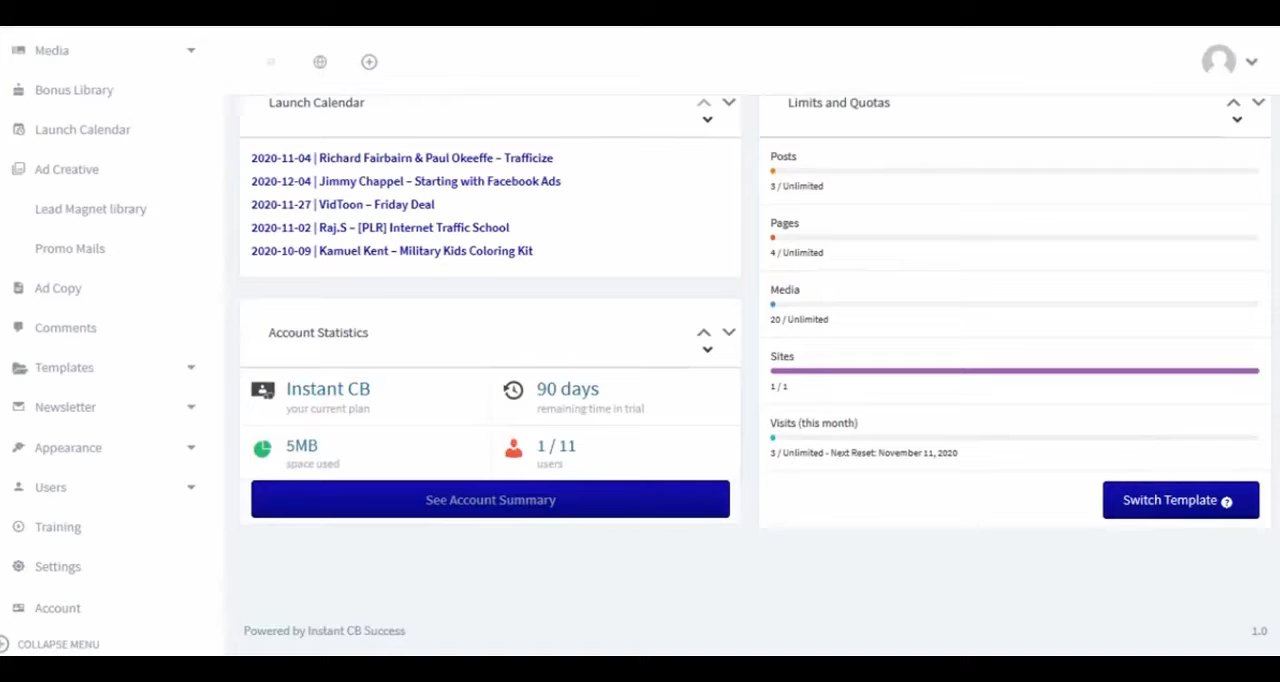 Media
Bonus Library
Launch Calendar
Ad Creative
Lead Magnet library
Promo Mails
Ad Copy
Comments
Templates
Newsletter
Appearance
Users
Training
Settings
Account
COLLAPSE MENU
Launch Calendar
2020-11-04 | Richard Fairbairn & Paul Okeeffe – Trafficize
2020-12-04 | Jimmy Chappel – Starting with Facebook Ads
2020-11-27 | VidToon – Friday Deal
2020-11-02 | Raj.S – [PLR] Internet Traffic School
2020-10-09 | Kamuel Kent – Military Kids Coloring Kit
Account Statistics
Instant CB
your current plan
90 days
remaining time in trial
5MB
space used
1 / 11
users
See Account Summary
Limits and Quotas
Posts
3 / Unlimited
Pages
4 / Unlimited
Media
20 / Unlimited
Sites
1 / 1
Visits (this month)
3 / Unlimited - Next Reset: November 11, 2020
Switch Template ?
Powered by Instant CB Success
1.0